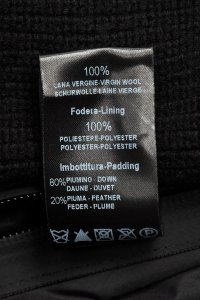 100%
LANA VERGINE-VIRGIN WOOL
SCHURWOLLE-LAINE VIERGE
Fodera-Lining
100%
POLIESTERE-POLYESTER
POLYESTER-POLYESTER
Imbottitura-Padding
80% PIUMINO - DOWN
DAUNE - DUVET
20% PIUMA - FEATHER
FEDER - PLUME